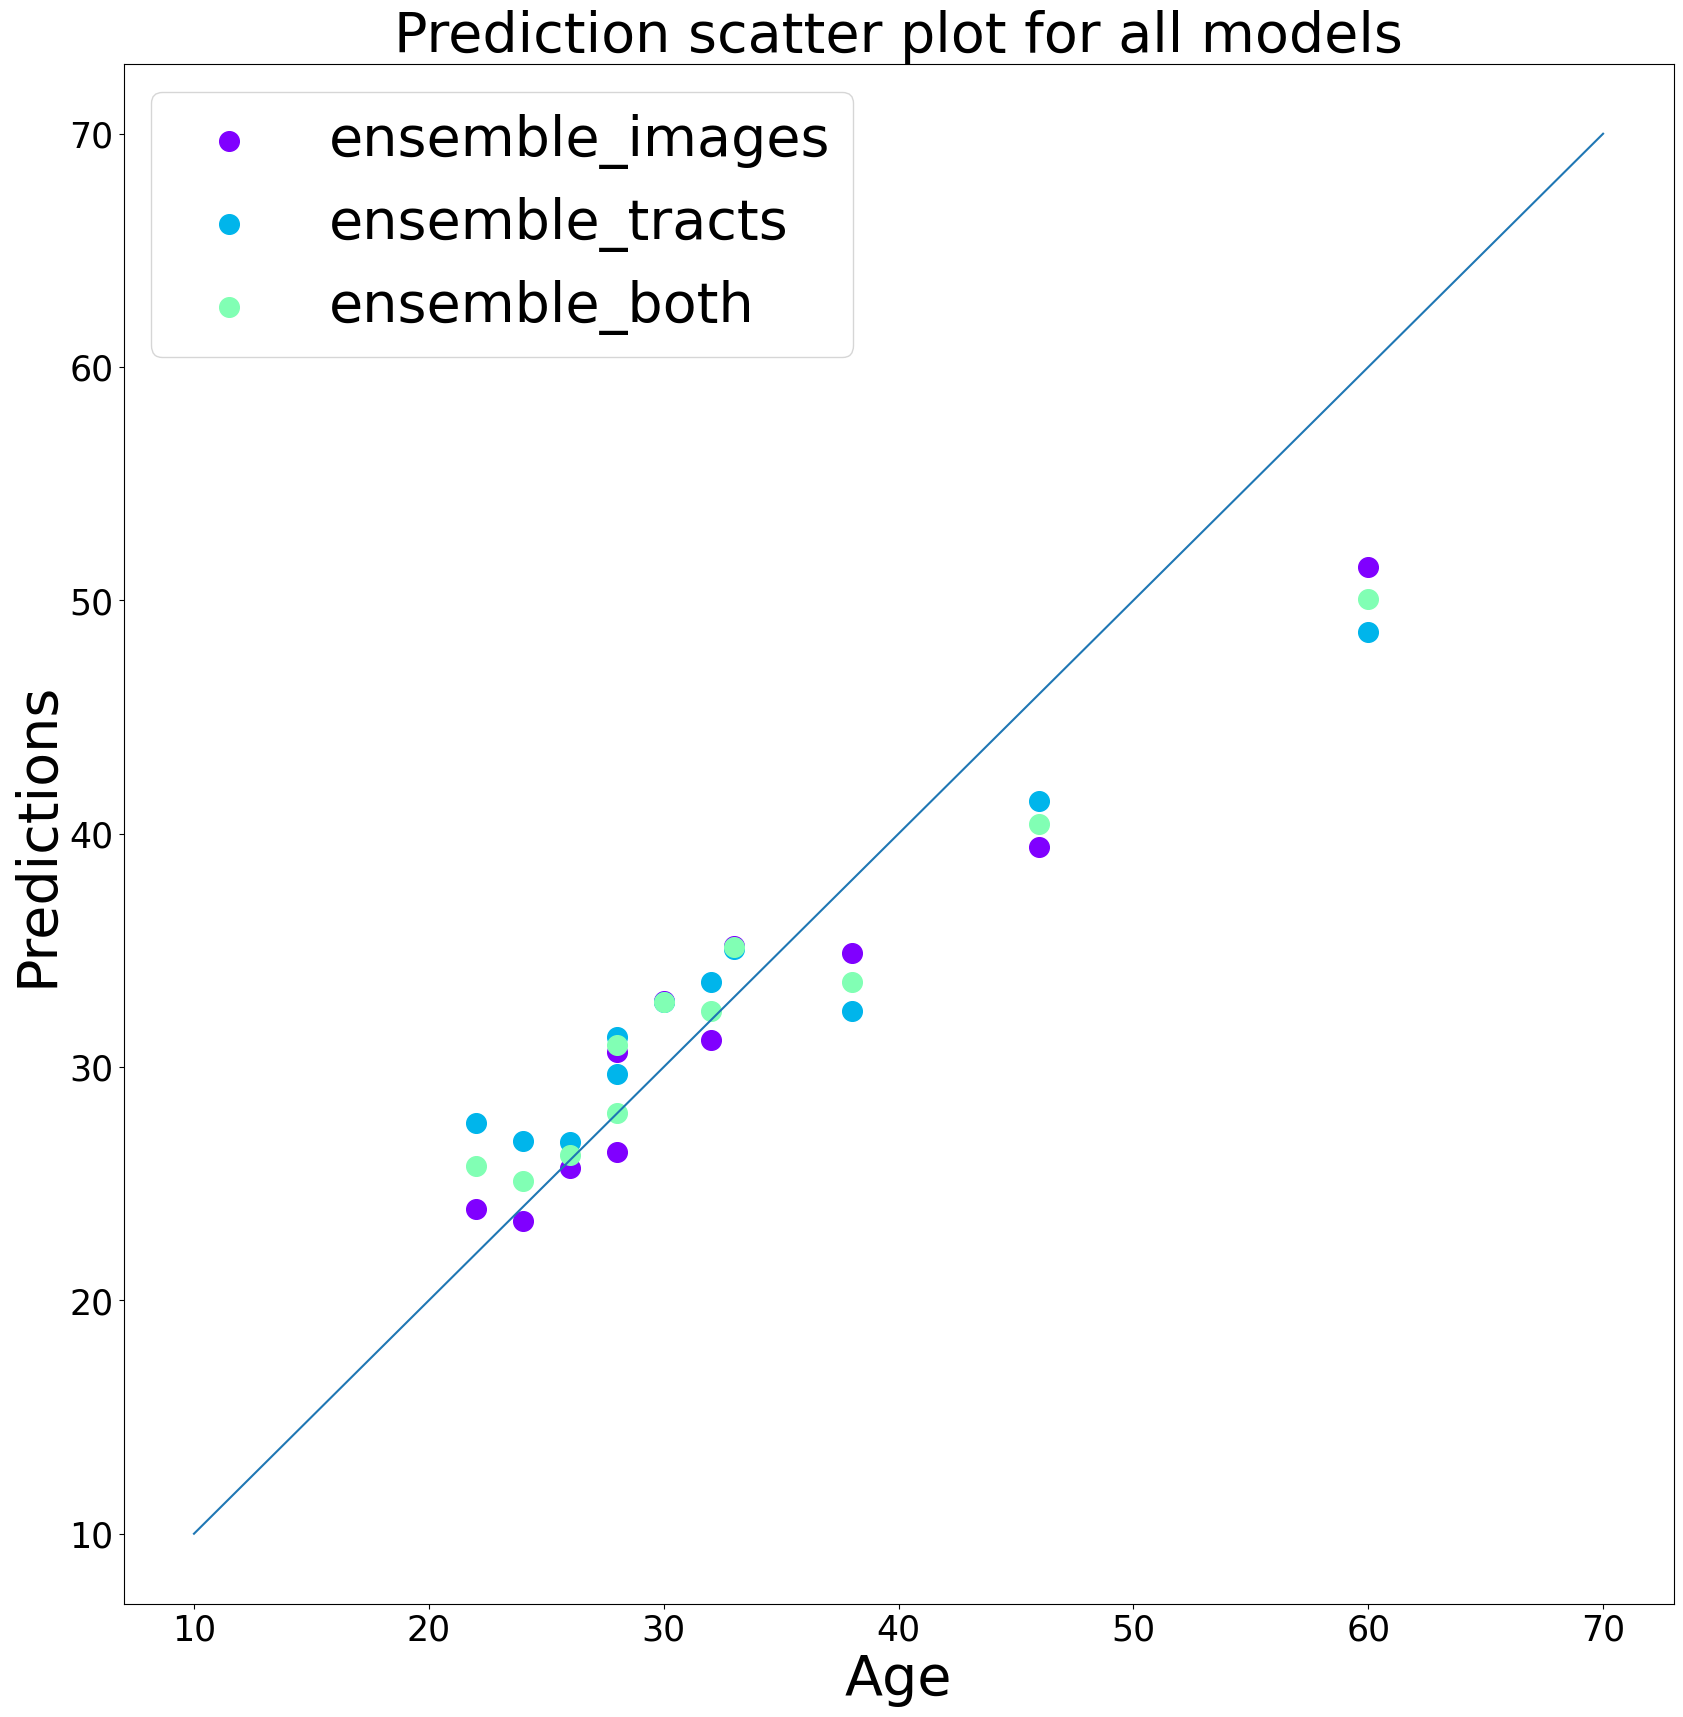 Prediction scatter plot for all models
ensemble_images
ensemble_tracts
ensemble_both
70
60
50
40
30
20
10
Predictions
10 20 30 40 50 60 70
Age